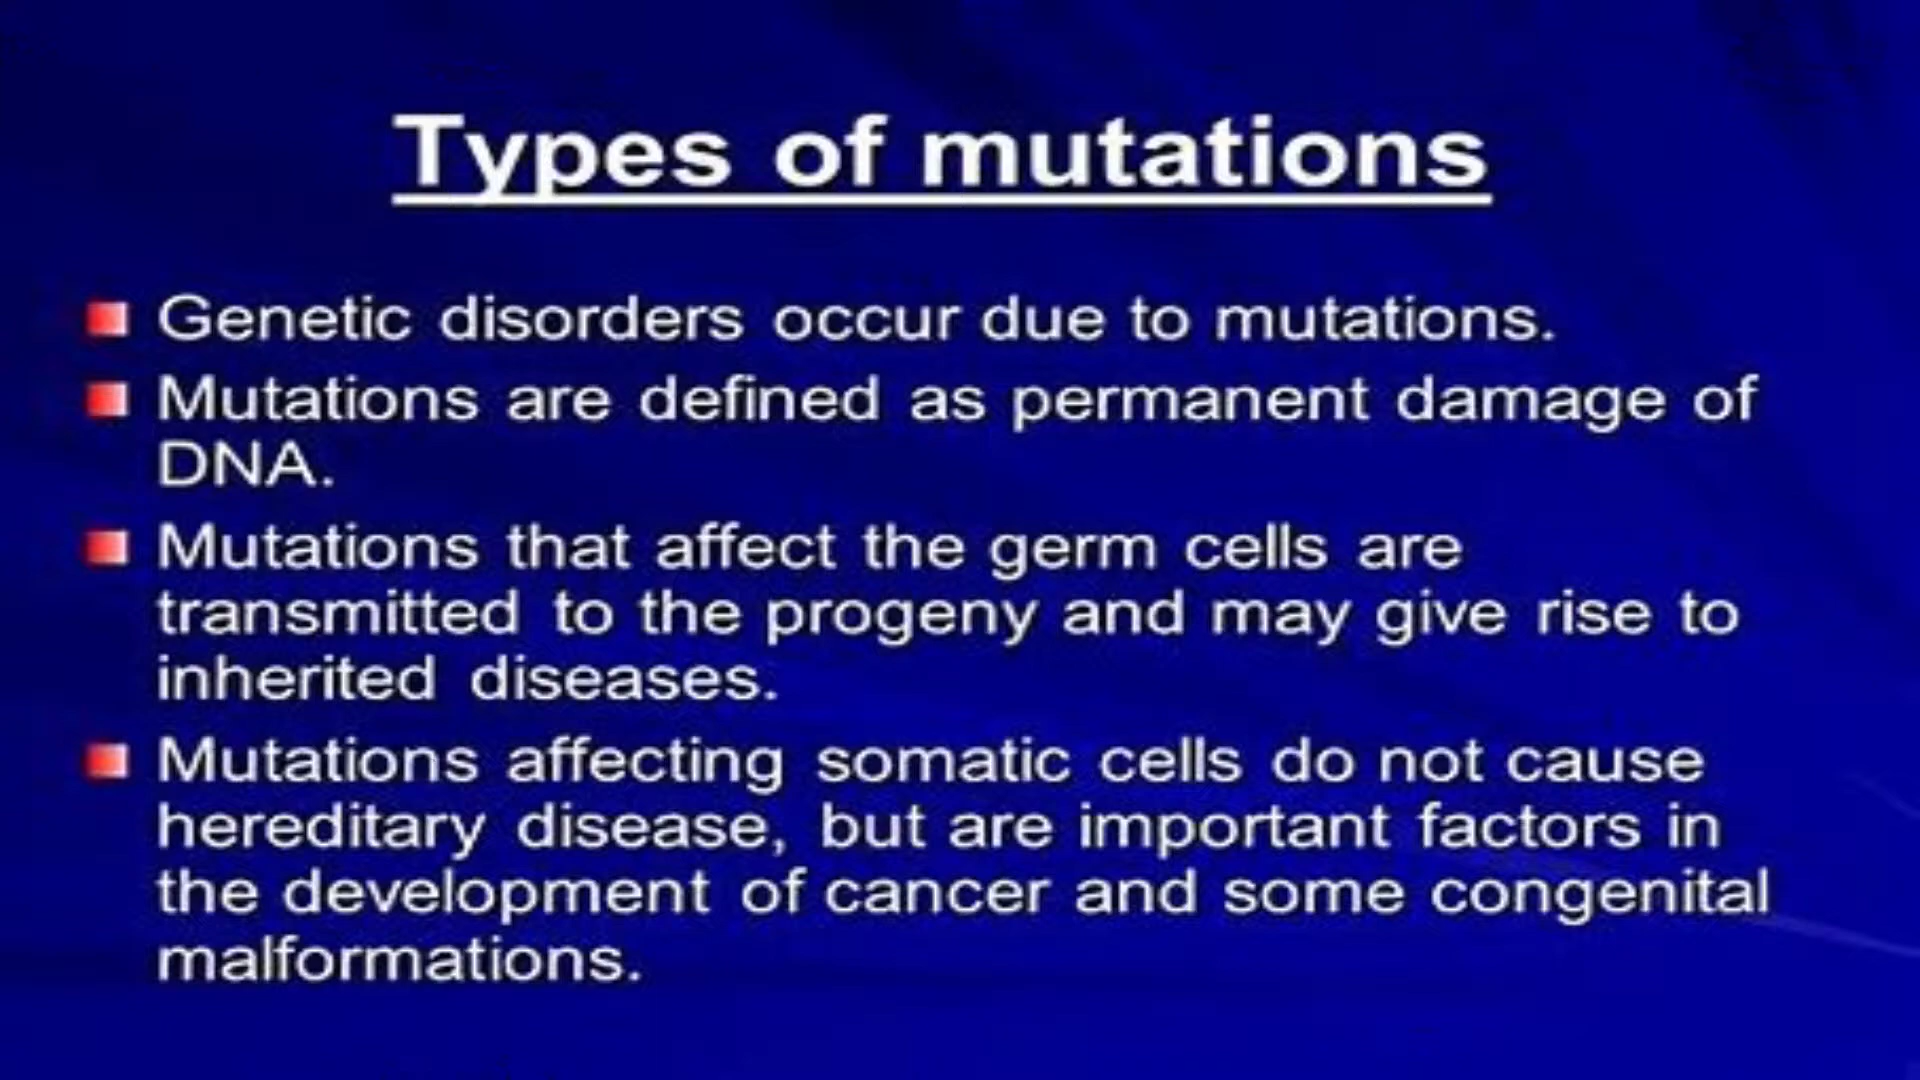 Types of mutations
Genetic disorders occur due to mutations.
Mutations are defined as permanent damage of
DNA.
Mutations that affect the germ cells are
transmitted to the progeny and may give rise to
inherited diseases.
Mutations affecting somatic cells do not cause
hereditary disease, but are important factors in
the development of cancer and some congenital
malformations.